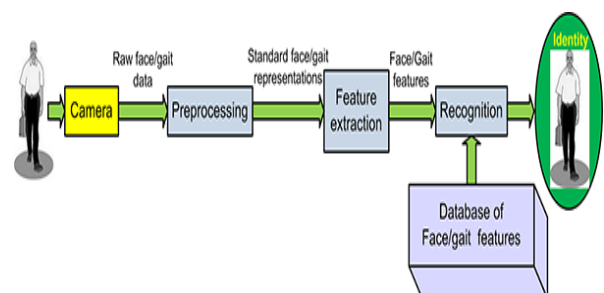 Raw face/gait
data
Standard face/gait
representations
Face/Gait
features
Identity
Camera
Preprocessing
Feature
extraction
Recognition
Database of
Face/gait features